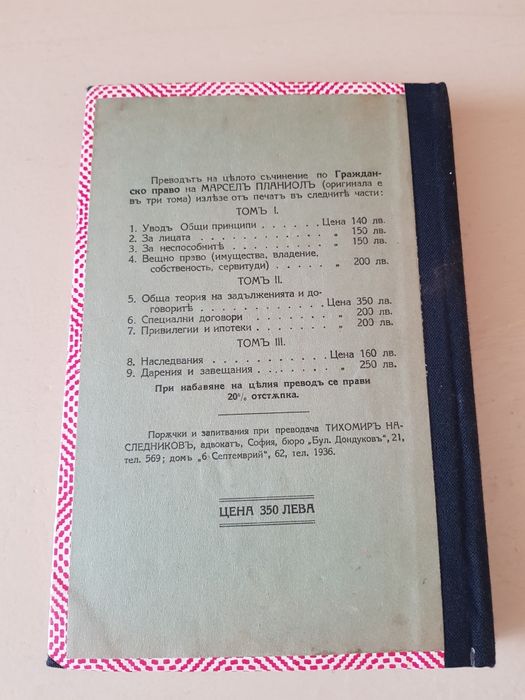 Преводътъ на цѣлото съчинение по Граждан-
ско право на МАРСЕЛЪ ПЛАНИОЛЪ (оригинала е
въ три тома) излѣзе отъ печатъ въ следнитѣ части:
ТОМЪ I.
1. Уводъ Общи принципи . . . . . . Цена 140 лв.
2. За лицата . . . . . . . . . . . „ 150 лв.
3. За неспособнитѣ . . . . . . . . „ 150 лв.
4. Вещно право (имущества, владение,
собственость, сервитуди) . . . . . „ 200 лв.
ТОМЪ II.
5. Обща теория на задълженията и до-
говоритѣ . . . . . . . . . . . Цена 350 лв.
6. Специални договори . . . . . . „ 200 лв.
7. Привилегии и ипотеки . . . . . . „ 200 лв.
ТОМЪ III.
8. Наследвания . . . . . . . . . Цена 160 лв.
9. Дарения и завещания . . . . . . „ 250 лв.
При набавяне на цѣлия преводъ се прави
20% отстѫпка.
Порѫчки и запитвания при преводача ТИХОМИРЪ НА-
СЛЕДНИКОВЪ, адвокатъ, София, бюро „Бул. Дондуковъ", 21,
тел. 569; домъ „6 Септемврий", 62, тел. 1936.
ЦЕНА 350 ЛЕВА